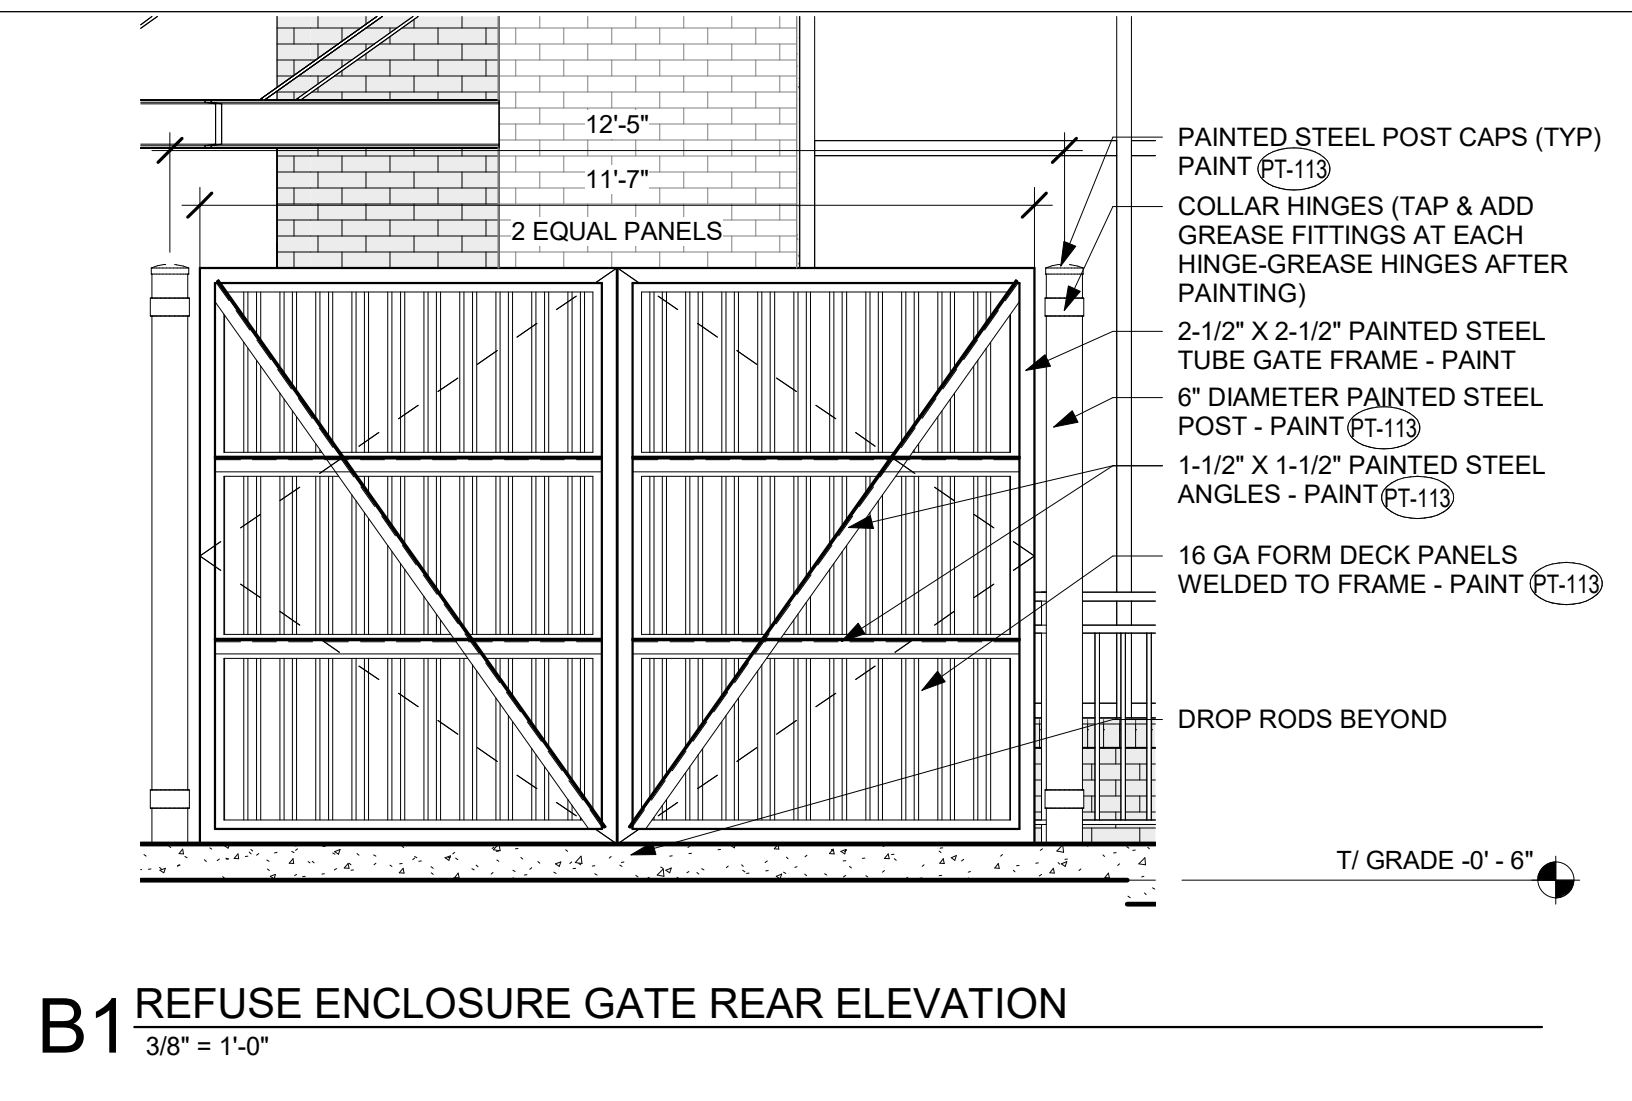 12'-5"
11'-7"
2 EQUAL PANELS
PAINTED STEEL POST CAPS (TYP)
PAINT PT-113
COLLAR HINGES (TAP & ADD
GREASE FITTINGS AT EACH
HINGE-GREASE HINGES AFTER
PAINTING)
2-1/2" X 2-1/2" PAINTED STEEL
TUBE GATE FRAME - PAINT
6" DIAMETER PAINTED STEEL
POST - PAINT PT-113
1-1/2" X 1-1/2" PAINTED STEEL
ANGLES - PAINT PT-113
16 GA FORM DECK PANELS
WELDED TO FRAME - PAINT PT-113
DROP RODS BEYOND
T/ GRADE -0' - 6"
B1 REFUSE ENCLOSURE GATE REAR ELEVATION
3/8" = 1'-0"